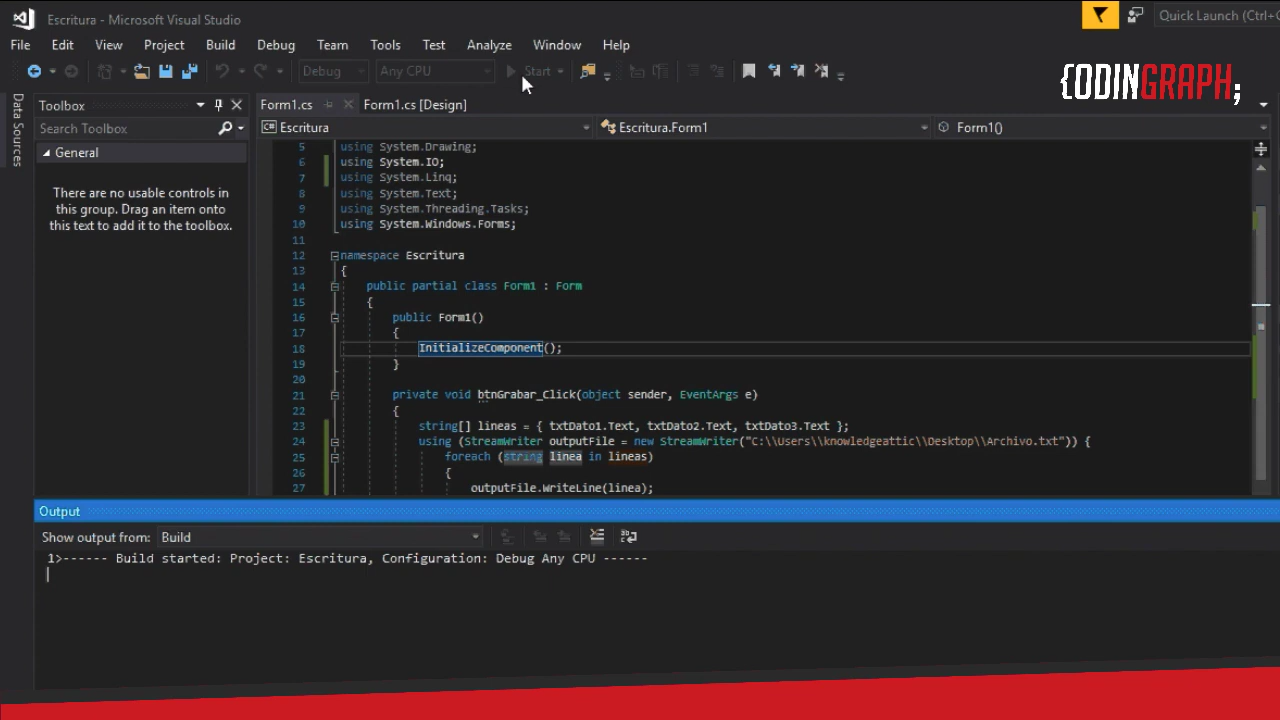 Escritura - Microsoft Visual Studio
Quick Launch (Ctrl+
File Edit View Project Build Debug Team Tools Test Analyze Window Help
Debug Any CPU Start
{CODINGRAPH;
Data Sources
Toolbox
Search Toolbox
General
There are no usable controls in
this group. Drag an item onto
this text to add it to the toolbox.
Form1.cs Form1.cs [Design]
Escritura Escritura.Form1 Form1()
5 using System.Drawing;
6 using System.IO;
7 using System.Linq;
8 using System.Text;
9 using System.Threading.Tasks;
10 using System.Windows.Forms;
11
12 namespace Escritura
13 {
14 public partial class Form1 : Form
15 {
16 public Form1()
17 {
18 InitializeComponent();
19 }
20
21 private void btnGrabar_Click(object sender, EventArgs e)
22 {
23 string[] lineas = { txtDato1.Text, txtDato2.Text, txtDato3.Text };
24 using (StreamWriter outputFile = new StreamWriter("C:\\Users\\knowledgeattic\\Desktop\\Archivo.txt")) {
25 foreach (string linea in lineas)
26 {
27 outputFile.WriteLine(linea);
Output
Show output from: Build
1>------ Build started: Project: Escritura, Configuration: Debug Any CPU ------